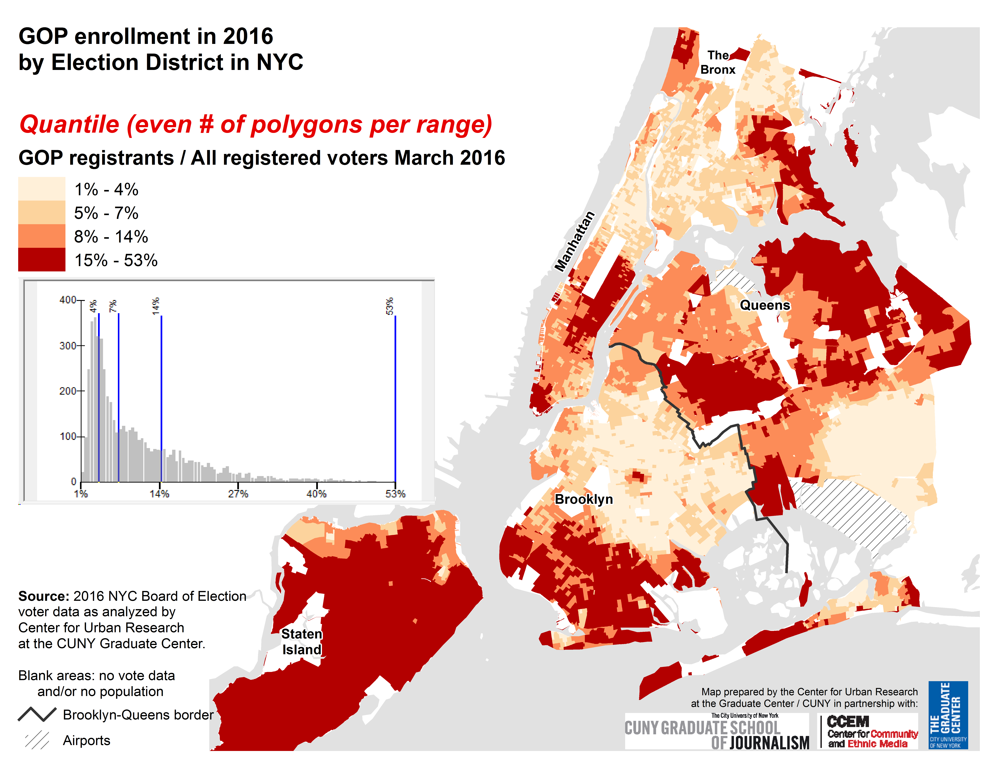 GOP enrollment in 2016
by Election District in NYC
Quantile (even # of polygons per range)
GOP registrants / All registered voters March 2016
1% - 4%
5% - 7%
8% - 14%
15% - 53%
400
300
200
100
0
4%
7%
14%
53%
1%
14%
27%
40%
53%
The
Bronx
Manhattan
Queens
Brooklyn
Staten
Island
Source: 2016 NYC Board of Election
voter data as analyzed by
Center for Urban Research
at the CUNY Graduate Center.
Blank areas: no vote data
and/or no population
Brooklyn-Queens border
Airports
Map prepared by the Center for Urban Research
at the Graduate Center / CUNY in partnership with:
The City University of New York
CUNY GRADUATE SCHOOL
OF JOURNALISM
CCEM
Center for Community
and Ethnic Media
THE
GRADUATE
CENTER
CITY UNIVERSITY
OF NEW YORK